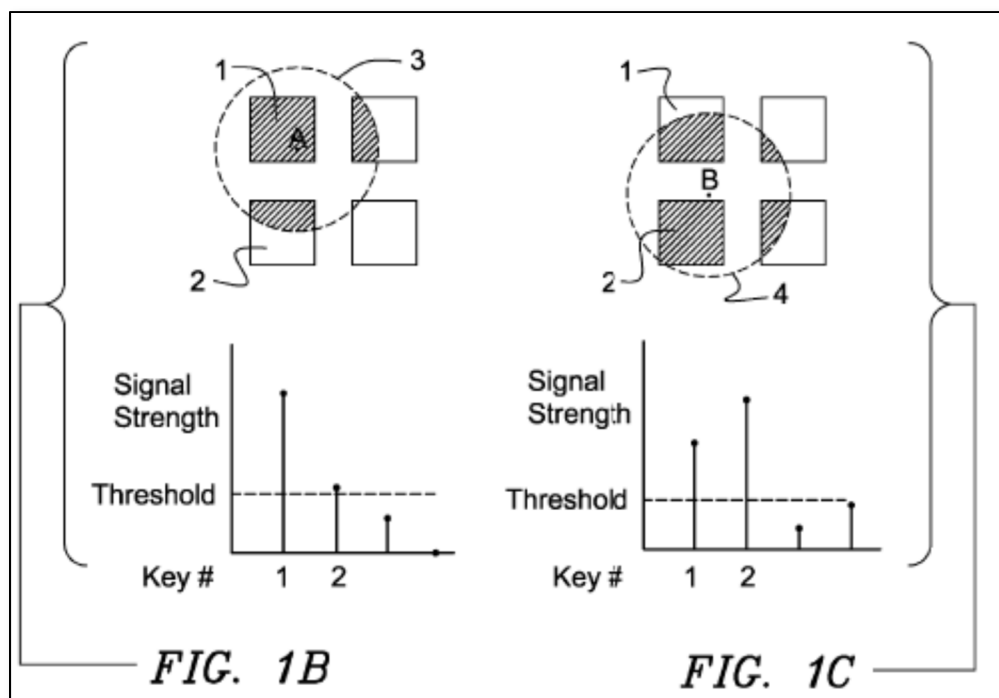 1
3
A
2
Signal
Strength
Threshold
Key # 1 2
FIG. 1B
1
B
2
4
Signal
Strength
Threshold
Key # 1 2
FIG. 1C